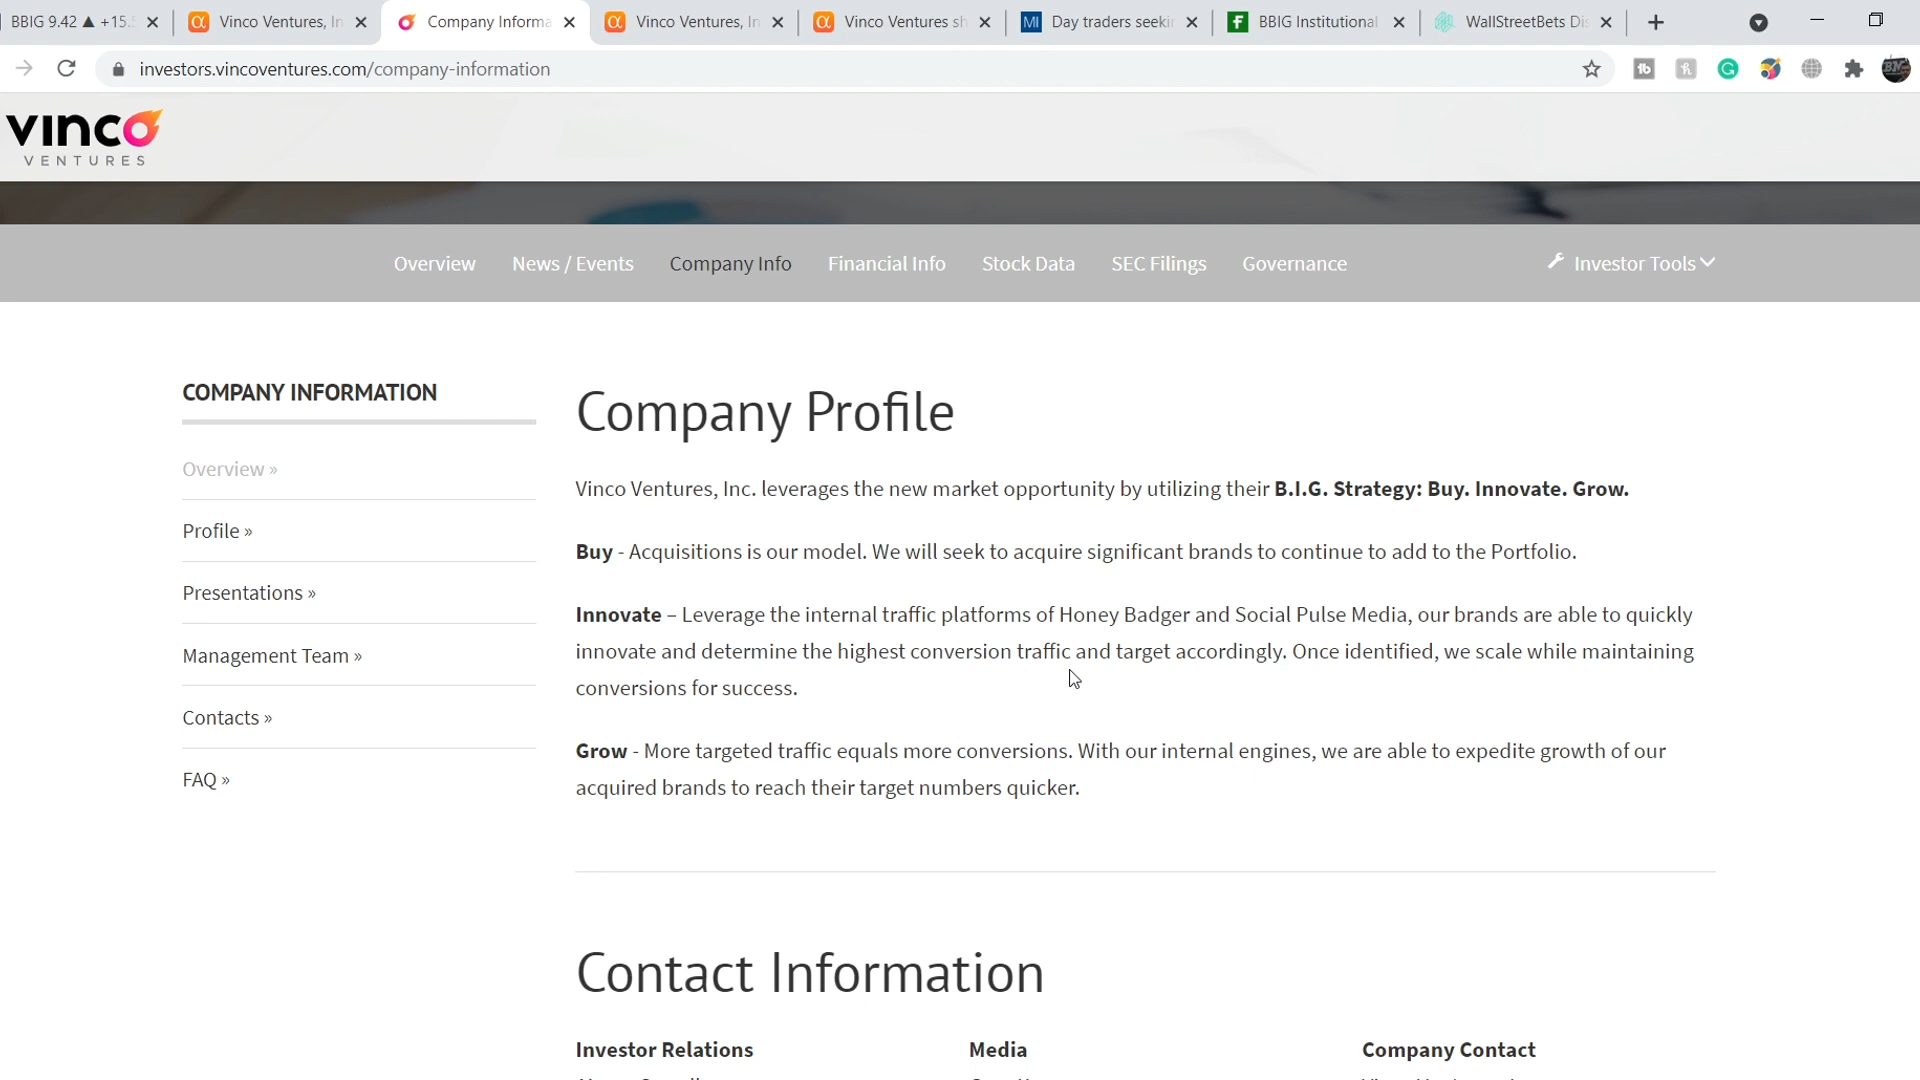 BBIG 9.42 ▲ +15.5
Vinco Ventures, In
Company Informa
Vinco Ventures, In
Vinco Ventures sh
MI
Day traders seekin
F
BBIG Institutional
WallStreetBets Dis
investors.vincoventures.com/company-information
vinco
VENTURES
Overview
News / Events
Company Info
Financial Info
Stock Data
SEC Filings
Governance
Investor Tools
COMPANY INFORMATION
Overview »
Profile »
Presentations »
Management Team »
Contacts »
FAQ »
Company Profile
Vinco Ventures, Inc. leverages the new market opportunity by utilizing their B.I.G. Strategy: Buy. Innovate. Grow.
Buy - Acquisitions is our model. We will seek to acquire significant brands to continue to add to the Portfolio.
Innovate – Leverage the internal traffic platforms of Honey Badger and Social Pulse Media, our brands are able to quickly
innovate and determine the highest conversion traffic and target accordingly. Once identified, we scale while maintaining
conversions for success.
Grow - More targeted traffic equals more conversions. With our internal engines, we are able to expedite growth of our
acquired brands to reach their target numbers quicker.
Contact Information
Investor Relations
Media
Company Contact